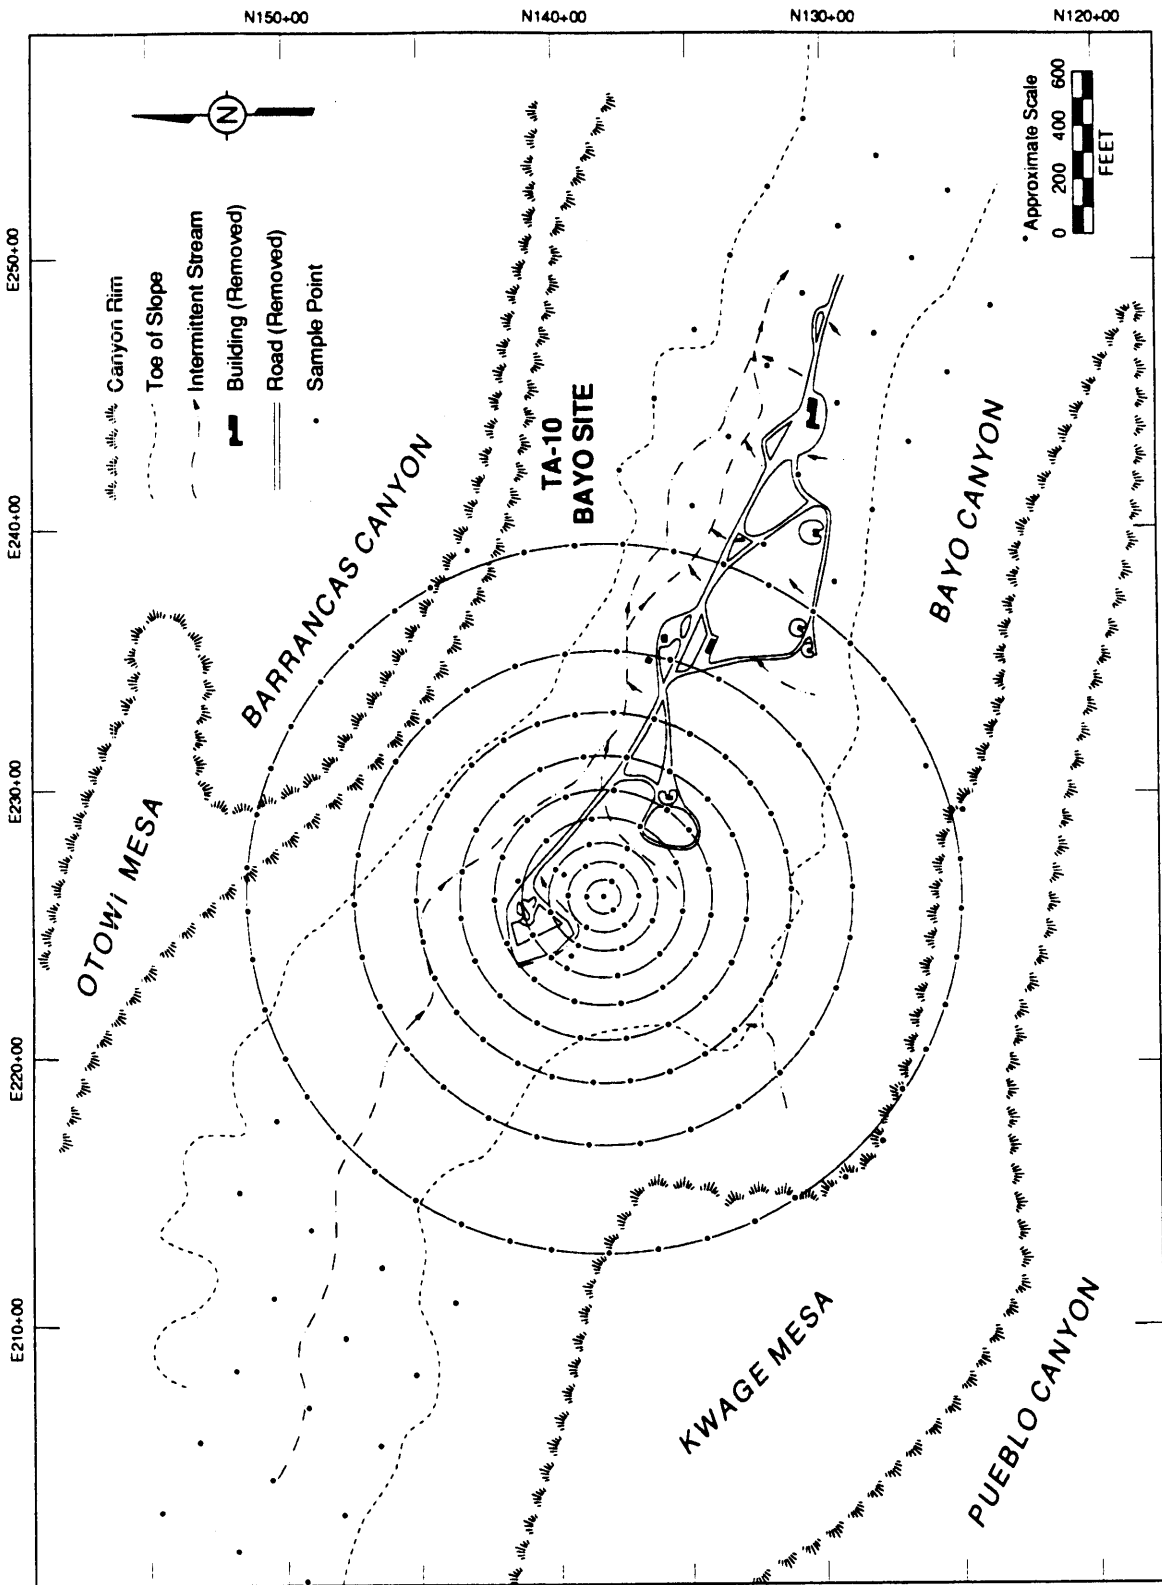 N150+00
N140+00
N130+00
N120+00
E250+00
E240+00
E230+00
E220+00
E210+00
N
Canyon Rim
Toe of Slope
Intermittent Stream
Building (Removed)
Road (Removed)
Sample Point
* Approximate Scale
0 200 400 600
FEET
TA-10
BAYO SITE
BARRANCAS CANYON
OTOWI MESA
BAYO CANYON
KWAGE MESA
PUEBLO CANYON